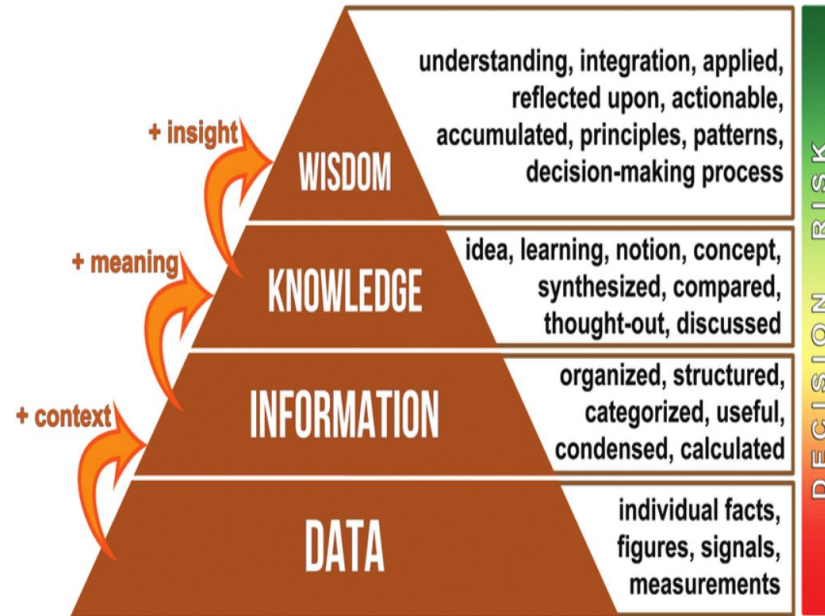 understanding, integration, applied,
reflected upon, actionable,
accumulated, principles, patterns,
decision-making process
+ insight
WISDOM
idea, learning, notion, concept,
synthesized, compared,
thought-out, discussed
+ meaning
KNOWLEDGE
organized, structured,
categorized, useful,
condensed, calculated
+ context
INFORMATION
individual facts,
figures, signals,
measurements
DATA
DECISION RISK